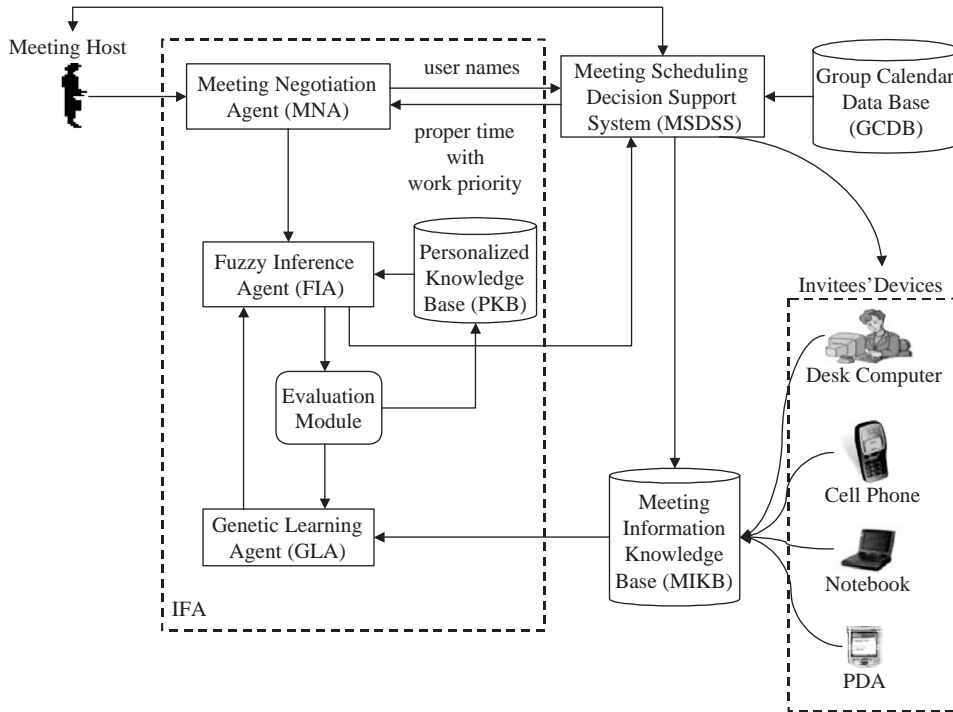 Meeting Host
Meeting Negotiation
Agent (MNA)
user names
proper time
with
work priority
Meeting Scheduling
Decision Support
System (MSDSS)
Group Calendar
Data Base
(GCDB)
Fuzzy Inference
Agent (FIA)
Personalized
Knowledge
Base (PKB)
Evaluation
Module
Genetic Learning
Agent (GLA)
IFA
Meeting
Information
Knowledge
Base (MIKB)
Invitees'Devices
Desk Computer
Cell Phone
Notebook
PDA